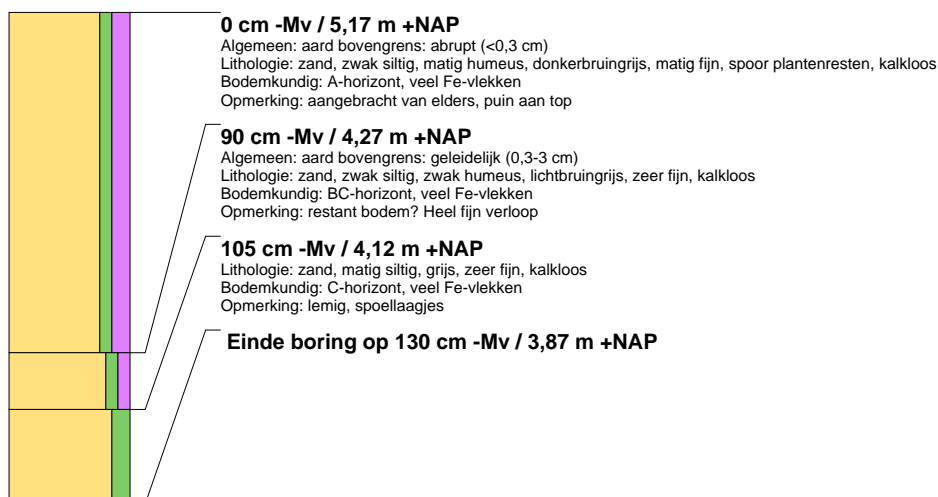 0 cm -Mv / 5,17 m +NAP
Algemeen: aard bovengrens: abrupt (<0,3 cm)
Lithologie: zand, zwak siltig, matig humeus, donkerbruingrijs, matig fijn, spoor plantenresten, kalkloos
Bodemkundig: A-horizont, veel Fe-vlekken
Opmerking: aangebracht van elders, puin aan top
90 cm -Mv / 4,27 m +NAP
Algemeen: aard bovengrens: geleidelijk (0,3-3 cm)
Lithologie: zand, zwak siltig, zwak humeus, lichtbruingrijs, zeer fijn, kalkloos
Bodemkundig: BC-horizont, veel Fe-vlekken
Opmerking: restant bodem? Heel fijn verloop
105 cm -Mv / 4,12 m +NAP
Lithologie: zand, matig siltig, grijs, zeer fijn, kalkloos
Bodemkundig: C-horizont, veel Fe-vlekken
Opmerking: lemig, spoellaagjes
Einde boring op 130 cm -Mv / 3,87 m +NAP